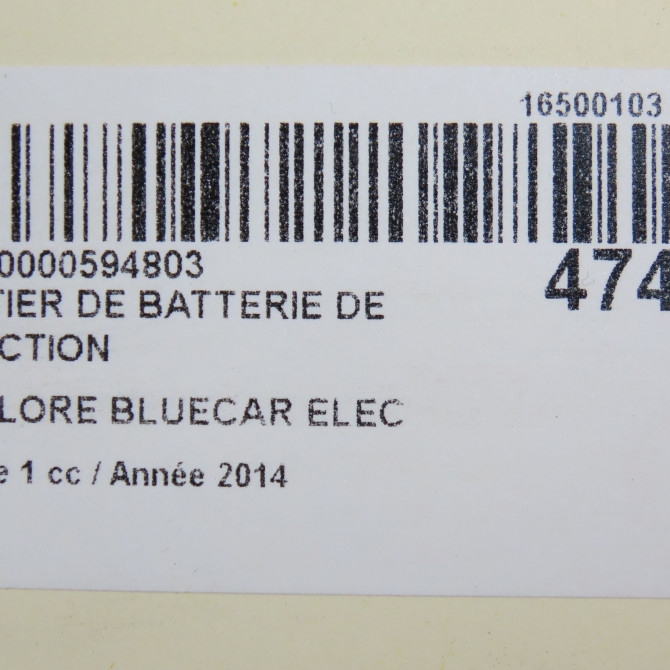 16500103
0000594803
474
TIER DE BATTERIE DE
CTION
LORE BLUECAR ELEC
e 1 cc / Année 2014